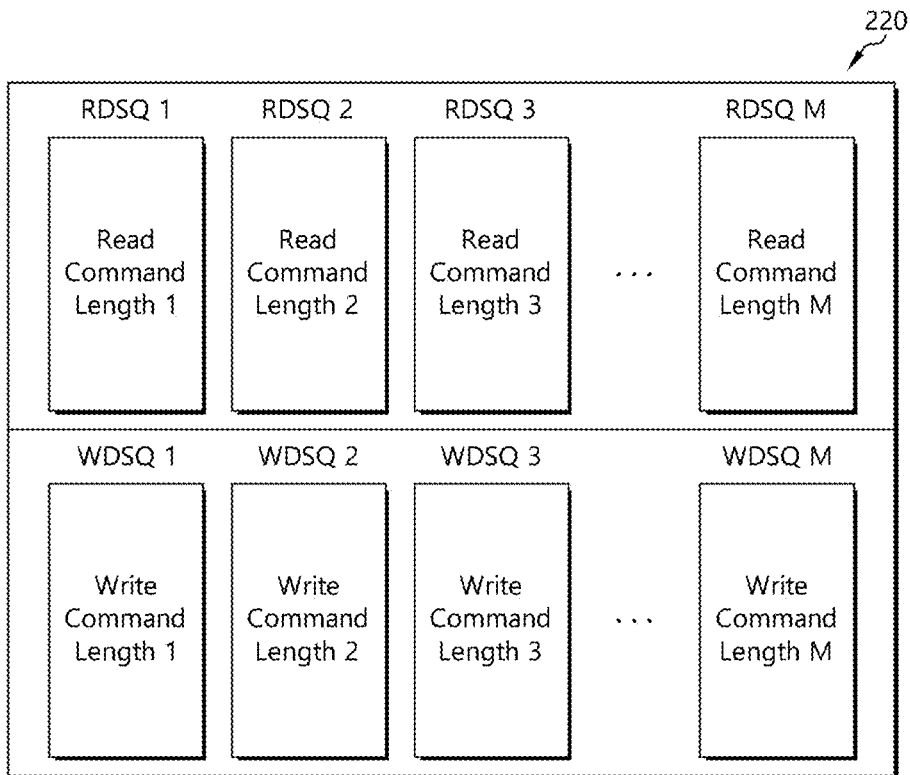 220
RDSQ 1 RDSQ 2 RDSQ 3 RDSQ M
Read Read Read Read
Command Command Command ... Command
Length 1 Length 2 Length 3 Length M
WDSQ 1 WDSQ 2 WDSQ 3 WDSQ M
Write Write Write Write
Command Command Command ... Command
Length 1 Length 2 Length 3 Length M